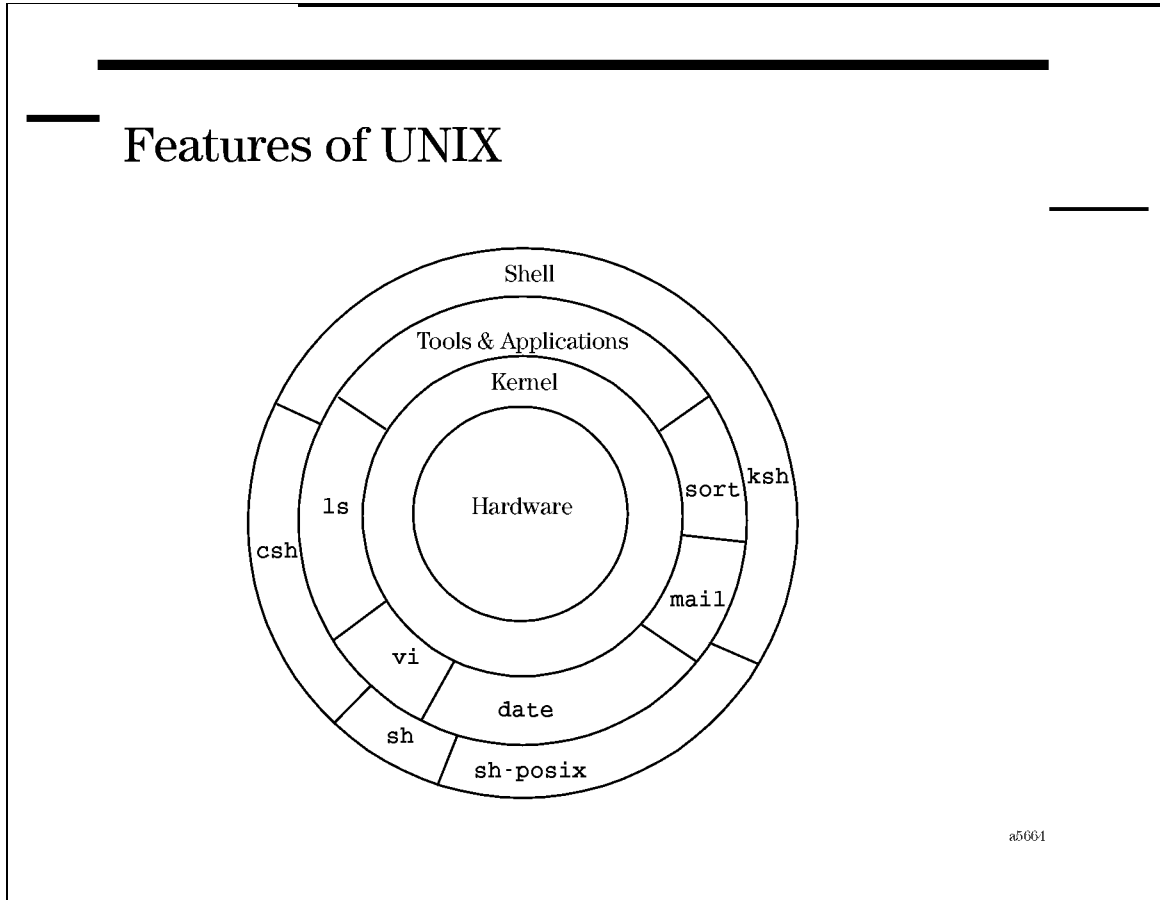 Features of UNIX
Shell
Tools & Applications
Kernel
Hardware
ls
sort
ksh
csh
mail
vi
date
sh
sh-posix
a5664